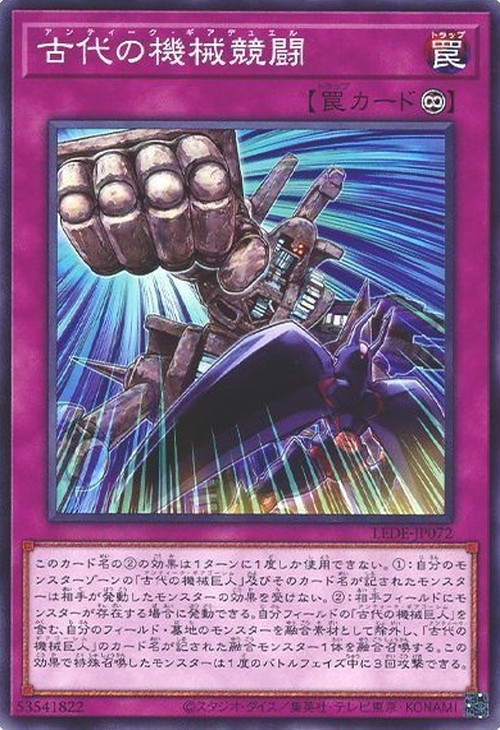 アンティーク・ギアデュエル
古代の機械競闘
トラップ
罠
トラップ
【罠カード】
LEDE-JP072
このカード名の②の効果は1ターンに1度しか使用できない。①：自分の
モンスターゾーンの「古代の機械巨人」及びそのカード名が記されたモンスター
は相手が発動したモンスターの効果を受けない。②：相手フィールドに
モンスターが存在する場合に発動できる。自分フィールドの「古代の機械巨人」を
含む、自分のフィールド・墓地のモンスターを融合素材として除外し、「古代
の機械巨人」のカード名が記された融合モンスター1体を融合召喚する。この
効果で特殊召喚したモンスターは1度のバトルフェイズ中に3回攻撃できる。
53541822
©スタジオ・ダイス／集英社・テレビ東京・KONAMI